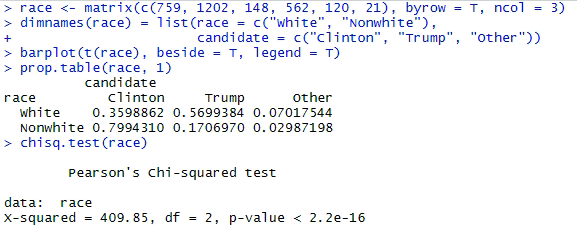 > race <- matrix(c(759, 1202, 148, 562, 120, 21), byrow = T, ncol = 3)
> dimnames(race) = list(race = c("white", "Nonwhite"),
+                       candidate = c("Clinton", "Trump", "Other"))
> barplot(t(race), beside = T, legend = T)
> prop.table(race, 1)
          candidate
race         Clinton     Trump      Other
  white    0.3598862 0.5699384 0.07017544
  Nonwhite 0.7994310 0.1706970 0.02987198
> chisq.test(race)
        Pearson's Chi-squared test
data:  race
X-squared = 409.85, df = 2, p-value < 2.2e-16